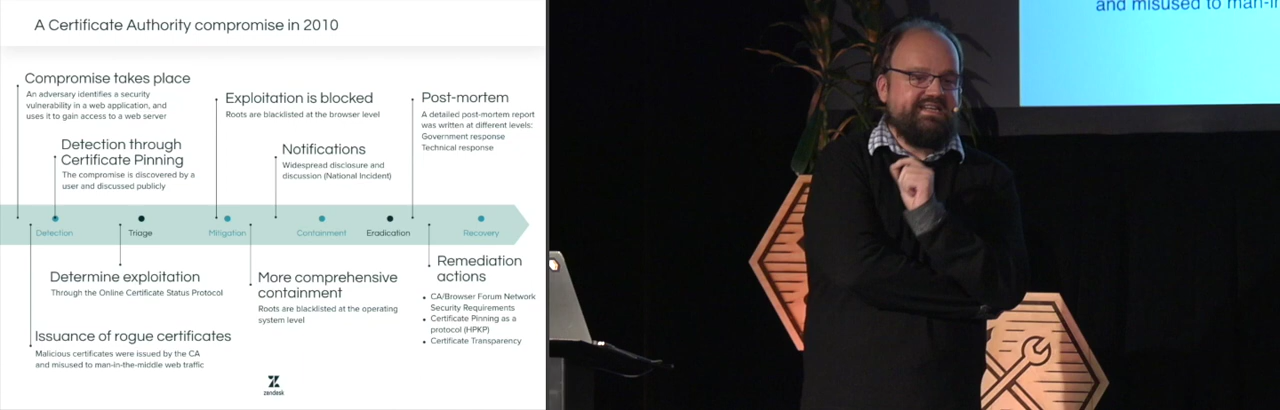 A Certificate Authority compromise in 2010
Compromise takes place
An adversary identifies a security
vulnerability in a web application, and
uses it to gain access to a web server
Detection through
Certificate Pinning
The compromise is discovered by a
user and discussed publicly
Exploitation is blocked
Roots are blacklisted at the browser level
Notifications
Widespread disclosure and
discussion (National Incident)
Post-mortem
A detailed post-mortem report
was written at different levels:
Government response
Technical response
Detection
Triage
Mitigation
Containment
Eradication
Recovery
Determine exploitation
Through the Online Certificate Status Protocol
Issuance of rogue certificates
Malicious certificates were issued by the CA
and misused to man-in-the-middle web traffic
More comprehensive
containment
Roots are blacklisted at the operating
system level
Remediation
actions
• CA/Browser Forum Network
Security Requirements
• Certificate Pinning as a
protocol (HPKP)
• Certificate Transparency
zendesk
and misused to man-in